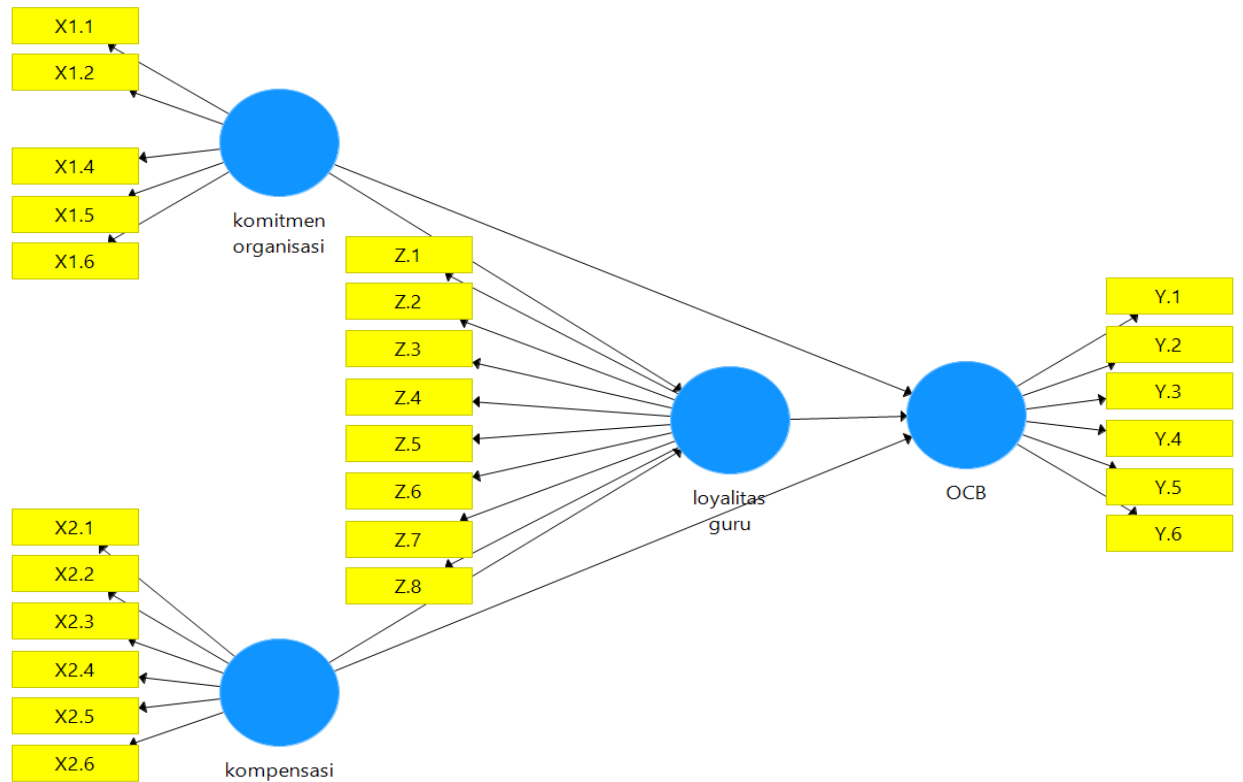 X1.1
X1.2
X1.4
X1.5
X1.6
komitmen
organisasi
Z.1
Z.2
Z.3
Z.4
Z.5
Z.6
Z.7
Z.8
loyalitas
guru
OCB
Y.1
Y.2
Y.3
Y.4
Y.5
Y.6
X2.1
X2.2
X2.3
X2.4
X2.5
X2.6
kompensasi